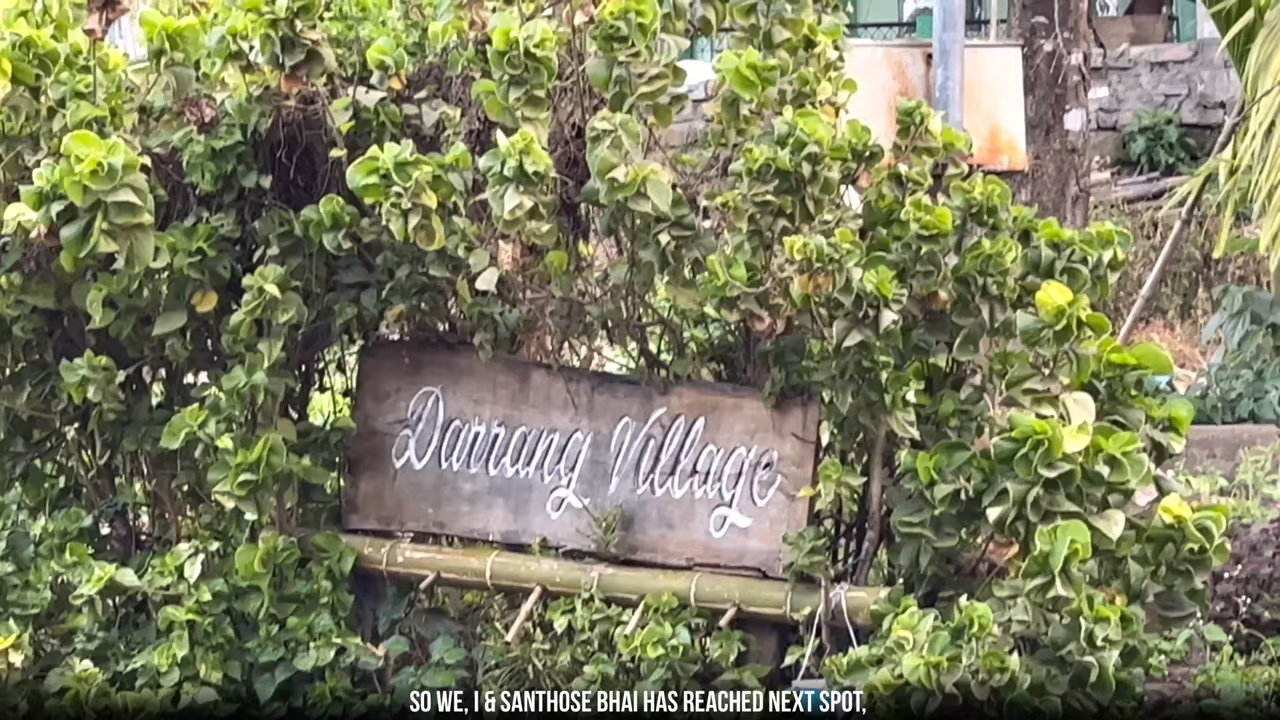 Darrang Village
SO WE, I & SANTHOSE BHAI HAS REACHED NEXT SPOT,